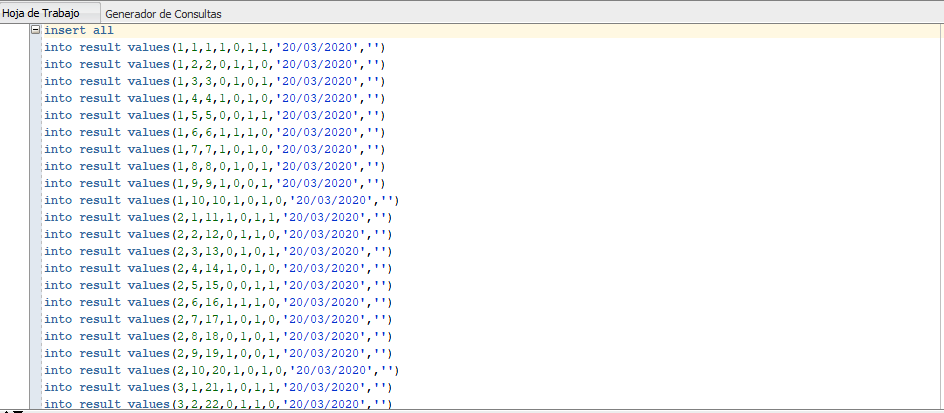 Hoja de Trabajo Generador de Consultas
insert all
into result values(1,1,1,1,0,1,1,'20/03/2020','')
into result values(1,2,2,0,1,1,0,'20/03/2020','')
into result values(1,3,3,0,1,0,1,'20/03/2020','')
into result values(1,4,4,1,0,1,0,'20/03/2020','')
into result values(1,5,5,0,0,1,1,'20/03/2020','')
into result values(1,6,6,1,1,1,0,'20/03/2020','')
into result values(1,7,7,1,0,1,0,'20/03/2020','')
into result values(1,8,8,0,1,0,1,'20/03/2020','')
into result values(1,9,9,1,0,0,1,'20/03/2020','')
into result values(1,10,10,1,0,1,0,'20/03/2020','')
into result values(2,1,11,1,0,1,1,'20/03/2020','')
into result values(2,2,12,0,1,1,0,'20/03/2020','')
into result values(2,3,13,0,1,0,1,'20/03/2020','')
into result values(2,4,14,1,0,1,0,'20/03/2020','')
into result values(2,5,15,0,0,1,1,'20/03/2020','')
into result values(2,6,16,1,1,1,0,'20/03/2020','')
into result values(2,7,17,1,0,1,0,'20/03/2020','')
into result values(2,8,18,0,1,0,1,'20/03/2020','')
into result values(2,9,19,1,0,0,1,'20/03/2020','')
into result values(2,10,20,1,0,1,0,'20/03/2020','')
into result values(3,1,21,1,0,1,1,'20/03/2020','')
into result values(3,2,22,0,1,1,0,'20/03/2020','')